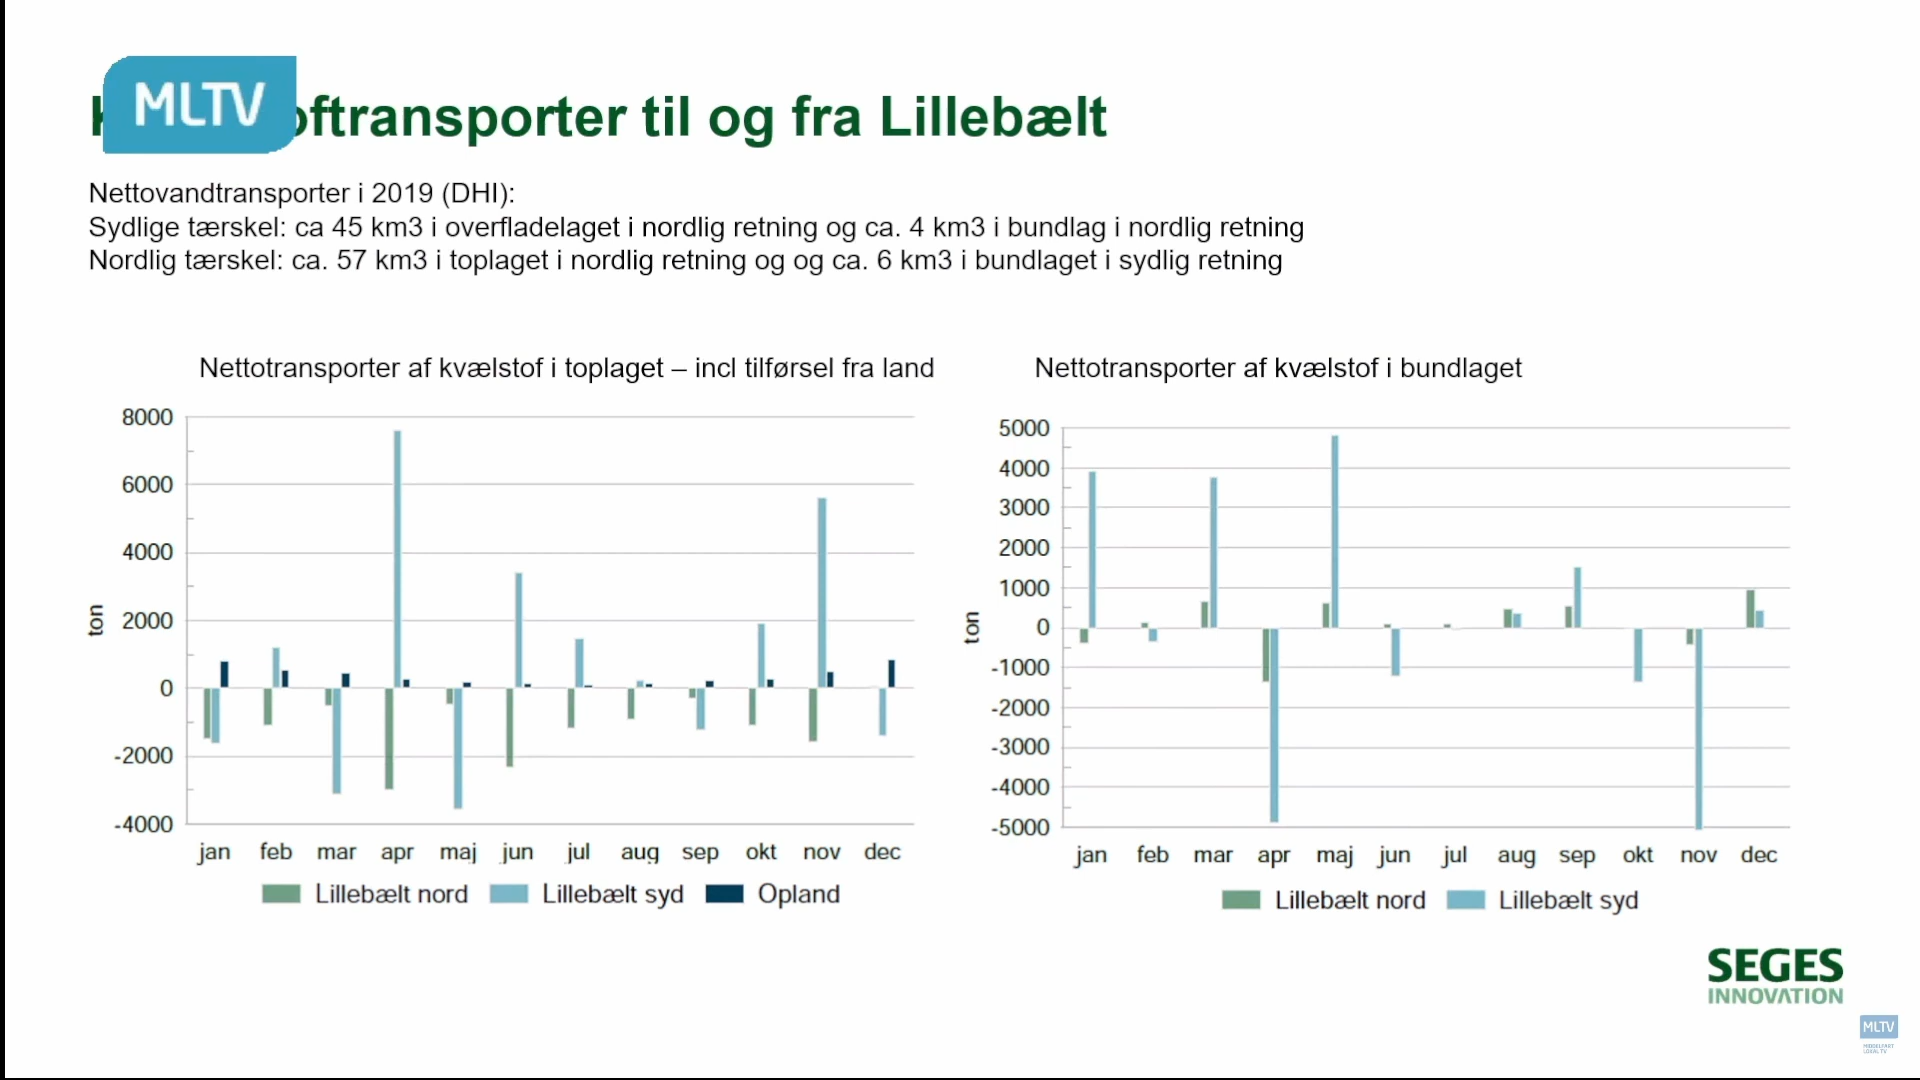 MLTV
oftransporter til og fra Lillebælt
Nettovandtransporter i 2019 (DHI):
Sydlige tærskel: ca 45 km3 i overfladelaget i nordlig retning og ca. 4 km3 i bundlag i nordlig retning
Nordlig tærskel: ca. 57 km3 i toplaget i nordlig retning og og ca. 6 km3 i bundlaget i sydlig retning
Nettotransporter af kvælstof i toplaget – incl tilførsel fra land
8000
6000
4000
2000
0
-2000
-4000
ton
jan feb mar apr maj jun jul aug sep okt nov dec
Lillebælt nord Lillebælt syd Opland
Nettotransporter af kvælstof i bundlaget
5000
4000
3000
2000
1000
0
-1000
-2000
-3000
-4000
-5000
ton
jan feb mar apr maj jun jul aug sep okt nov dec
Lillebælt nord Lillebælt syd
SEGES
INNOVATION
MLTV
MIDDELFART
LOKAL TV